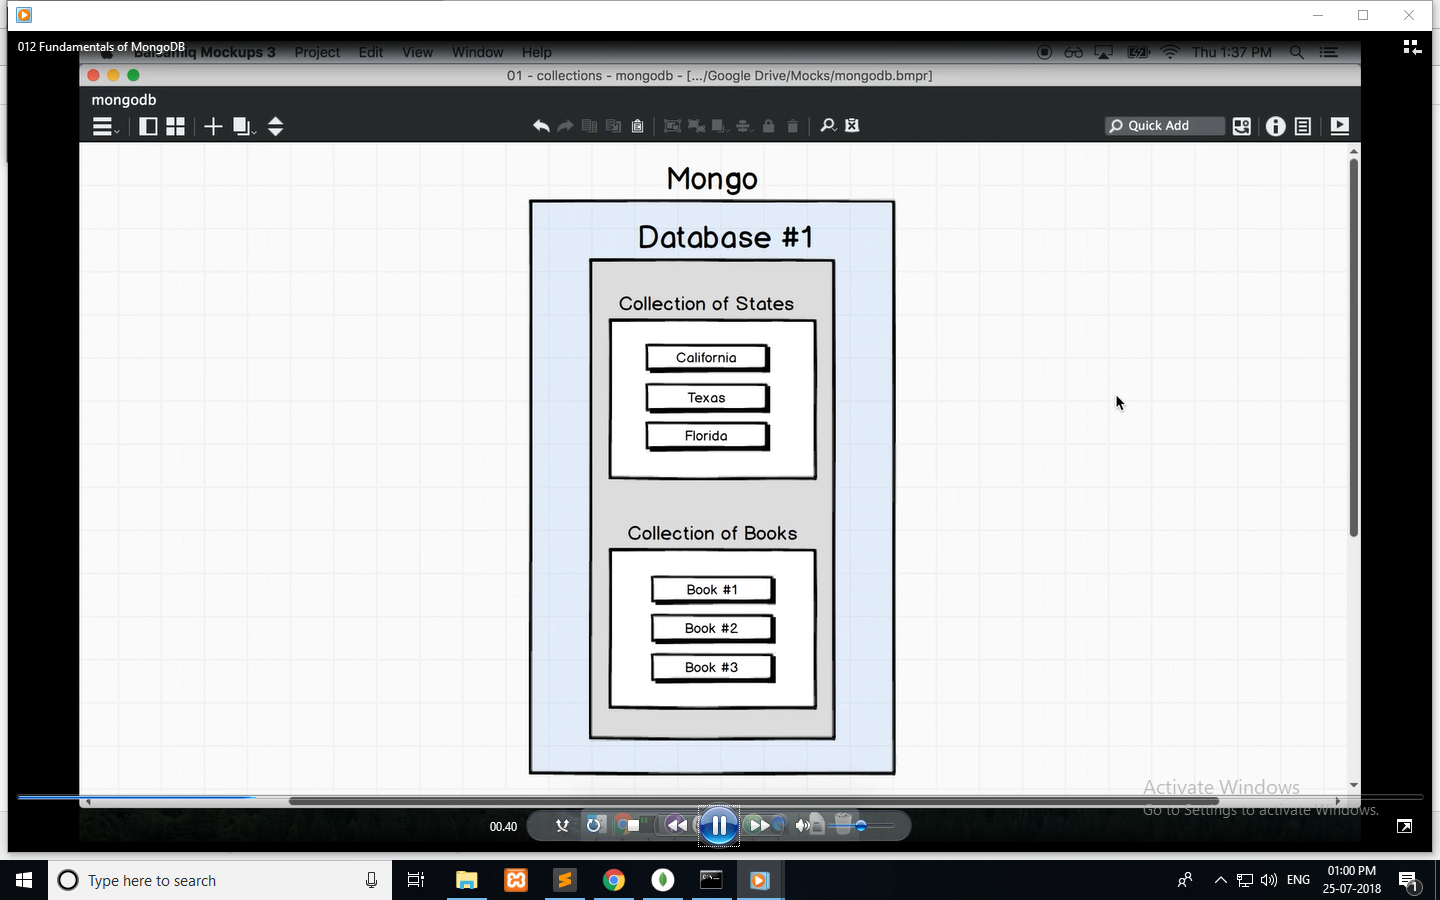 012 Fundamentals of MongoDB
Balsamiq Mockups 3 Project Edit View Window Help
Thu 1:37 PM
01 - collections - mongodb - [.../Google Drive/Mocks/mongodb.bmpr]
mongodb
Quick Add
Mongo
Database #1
Collection of States
California
Texas
Florida
Collection of Books
Book #1
Book #2
Book #3
Activate Windows
Go to Settings to activate Windows.
00.40
Type here to search
ENG
01:00 PM
25-07-2018
1